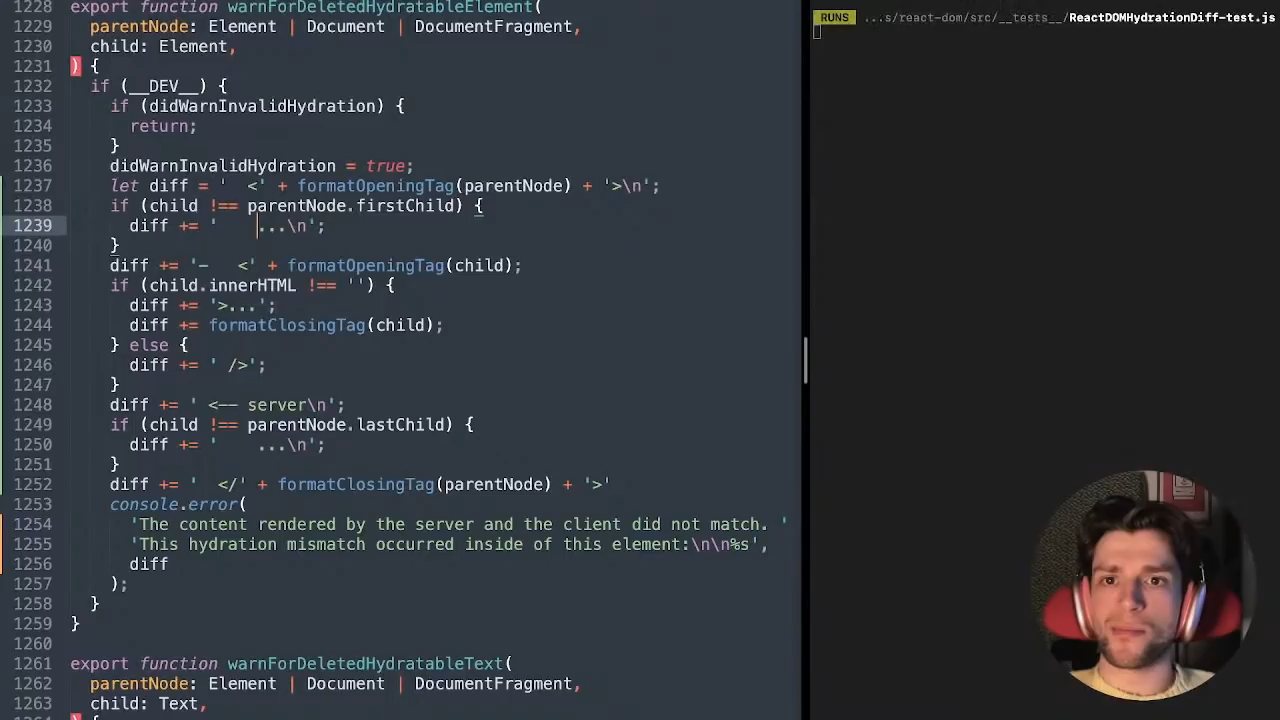 1228 export function warnForDeletedHydratableElement(
1229   parentNode: Element | Document | DocumentFragment,
1230   child: Element,
1231 ) {
1232   if (__DEV__) {
1233     if (didWarnInvalidHydration) {
1234       return;
1235     }
1236     didWarnInvalidHydration = true;
1237     let diff = '  <' + formatOpeningTag(parentNode) + '>\n';
1238     if (child !== parentNode.firstChild) {
1239       diff += '    ...\n';
1240     }
1241     diff += '-   <' + formatOpeningTag(child);
1242     if (child.innerHTML !== '') {
1243       diff += '>...';
1244       diff += formatClosingTag(child);
1245     } else {
1246       diff += ' />';
1247     }
1248     diff += ' <-- server\n';
1249     if (child !== parentNode.lastChild) {
1250       diff += '    ...\n';
1251     }
1252     diff += '  </' + formatClosingTag(parentNode) + '>'
1253     console.error(
1254       'The content rendered by the server and the client did not match. '
1255       'This hydration mismatch occurred inside of this element:\n\n%s',
1256       diff
1257     );
1258   }
1259 }
1260
1261 export function warnForDeletedHydratableText(
1262   parentNode: Element | Document | DocumentFragment,
1263   child: Text,
) {
RUNS ...s/react-dom/src/__tests__/ReactDOMHydrationDiff-test.js